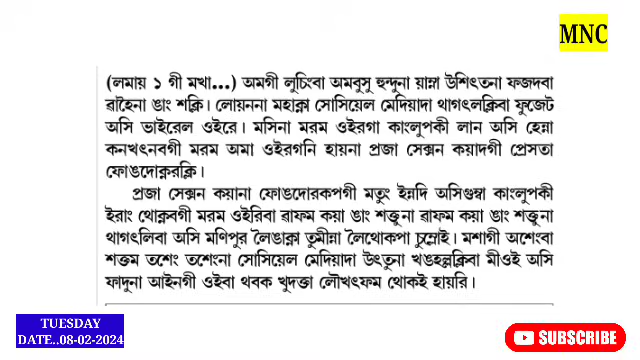 MNC
(লমায় ১ গী মখা...) অমগী লুচিংবা অমবুসু হুন্দুনা য়াম্না উশিৎতনা ফজদবা
ৱাহৈনা ঙাং শক্লি। লোয়ননা মহাক্না সোসিয়েল মেদিয়াদা থাগৎলক্লিবা ফুজেট
অসি ভাইরেল ওইরে। মসিনা মরম ওইরগা কাংলুপকী লান অসি হেন্না
কনখৎনবগী মরম অমা ওইরগনি হায়না প্রজা সেক্সন কয়াদগী প্রেসতা
ফোঙদোক্লরক্লি।
প্রজা সেক্সন কয়ানা ফোঙদোরকপগী মতুং ইন্নদি অসিগুম্বা কাংলুপকী
ইরাং থোক্নবগী মরম ওইরিবা ৱাফম কয়া ঙাং শক্তুনা ৱাফম কয়া ঙাং শক্তুনা
থাগৎলিবা অসি মণিপুর লৈঙাক্না তুমীন্না লৈথোকপা চুম্লোই। মশাগী অশেংবা
শক্তম তশেং তশেংনা সোসিয়েল মেদিয়াদা উৎতুনা খঙহল্লক্লিবা মীওই অসি
ফাদুনা আইনগী ওইবা থবক খুদক্তা লৌখৎফম থোকই হায়রি।
TUESDAY
DATE..08-02-2024
SUBSCRIBE